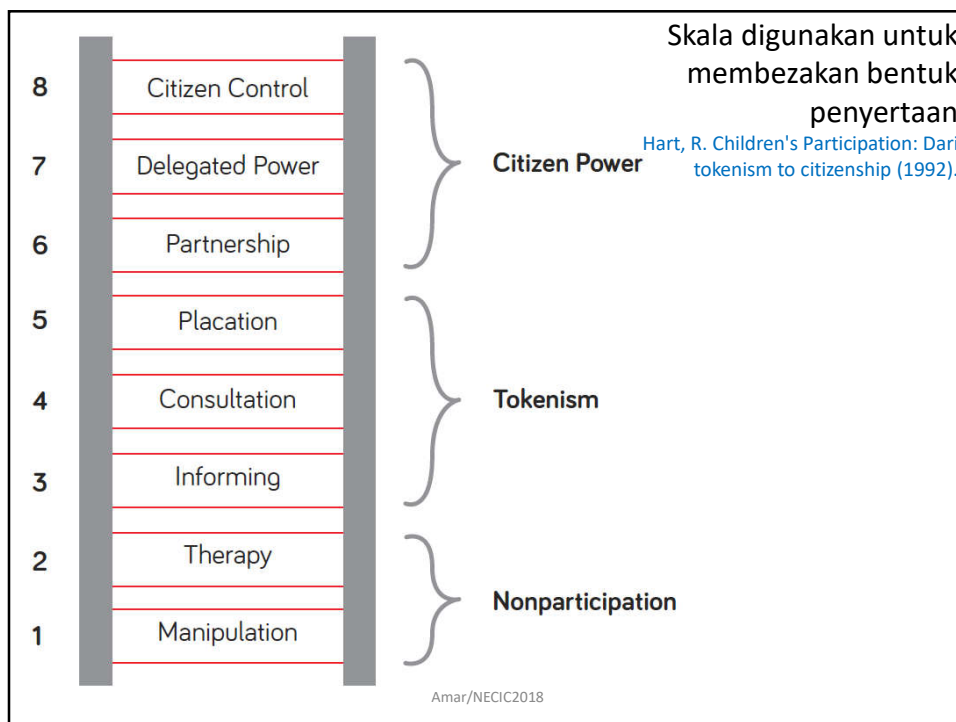 Skala digunakan untuk
membezakan bentuk
penyertaan
Hart, R. Children's Participation: Dari
tokenism to citizenship (1992).
8 Citizen Control
7 Delegated Power
6 Partnership
Citizen Power
5 Placation
4 Consultation
3 Informing
Tokenism
2 Therapy
1 Manipulation
Nonparticipation
Amar/NECIC2018